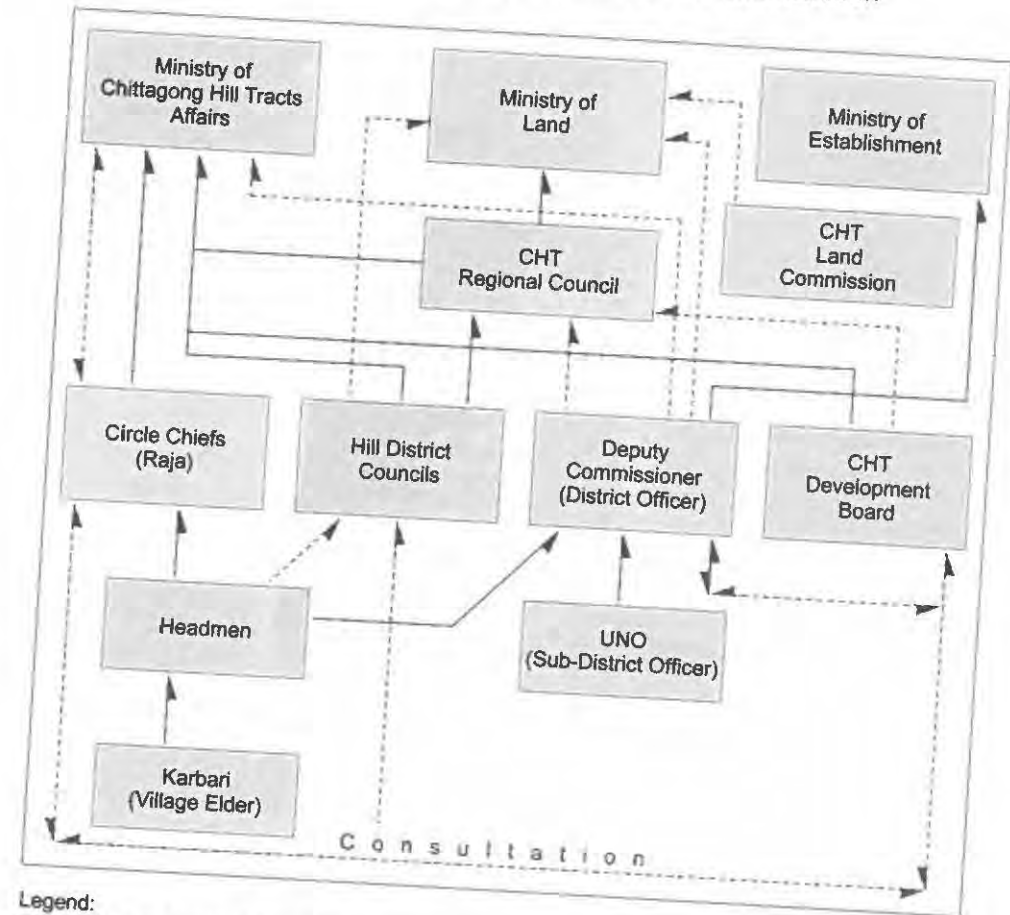 Ministry of
Chittagong Hill Tracts
Affairs
Ministry of
Land
Ministry of
Establishment
CHT
Regional Council
CHT
Land
Commission
Circle Chiefs
(Raja)
Hill District
Councils
Deputy
Commissioner
(District Officer)
CHT
Development
Board
Headmen
UNO
(Sub-District Officer)
Karbari
(Village Elder)
Consultation
Legend: